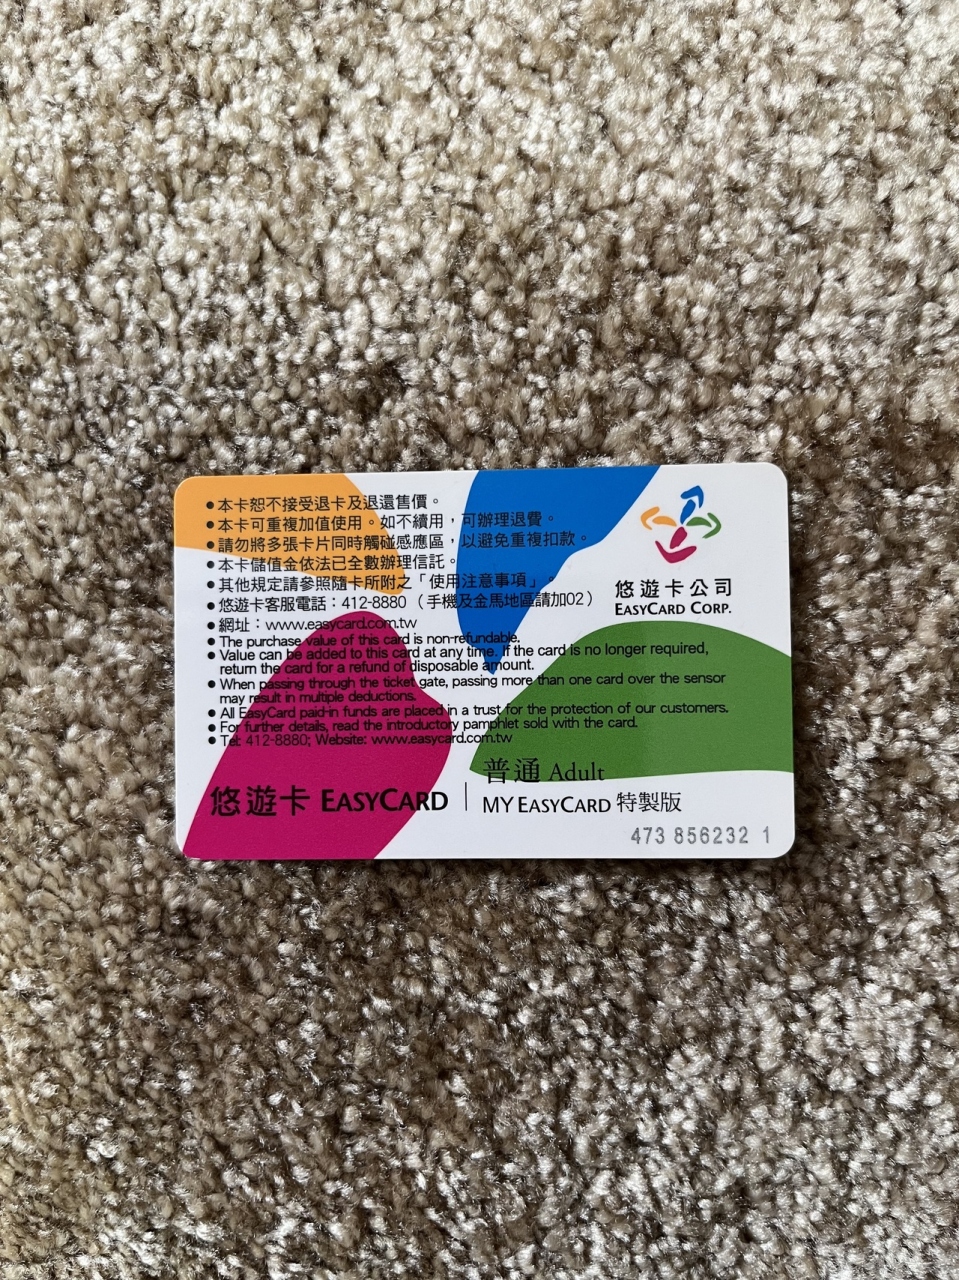 ●本卡恕不接受退卡及退還售價。
●本卡可重複加值使用。如不續用，可辦理退費。
●請勿將多張卡片同時觸碰感應區，以避免重複扣款。
●本卡儲值金依法已全數辦理信託。
●其他規定請參照隨卡所附之「使用注意事項」。
●悠遊卡客服電話：412-8880（手機及金馬地區請加02）
●網址：www.easycard.com.tw
●The purchase value of this card is non-refundable.
●Value can be added to this card at any time. If the card is no longer required,
return the card for a refund of disposable amount.
●When passing through the ticket gate, passing more than one card over the sensor
may result in multiple deductions.
●All EasyCard paid-in funds are placed in a trust for the protection of our customers.
●For further details, read the introductory pamphlet sold with the card.
●Tel: 412-8880; Website: www.easycard.com.tw
悠遊卡公司
EASYCARD CORP.
悠遊卡 EASYCARD
普通 Adult
MY EASYCARD 特製版
473 856232 1